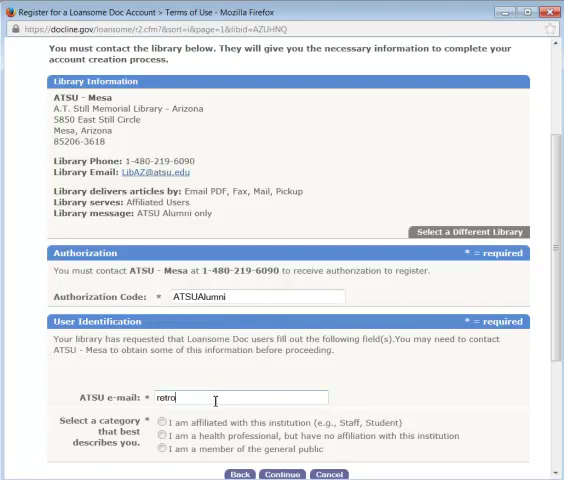 Register for a Loansome Doc Account > Terms of Use - Mozilla Firefox
https://docline.gov/loansome/r2.cfm?&sort=i&page=1&libid=AZUHNQ
You must contact the library below. They will give you the necessary information to complete your
account creation process.
Library Information
ATSU - Mesa
A.T. Still Memorial Library - Arizona
5850 East Still Circle
Mesa, Arizona
85206-3618
Library Phone: 1-480-219-6090
Library Email: LibAZ@atsu.edu
Library delivers articles by: Email PDF, Fax, Mail, Pickup
Library serves: Affiliated Users
Library message: ATSU Alumni only
Select a Different Library
Authorization * = required
You must contact ATSU - Mesa at 1-480-219-6090 to receive authorization to register.
Authorization Code: * ATSUAlumni
User Identification * = required
Your library has requested that Loansome Doc users fill out the following field(s).You may need to contact
ATSU - Mesa to obtain some of this information before proceeding.
ATSU e-mail: * retro
Select a category * I am affiliated with this institution (e.g., Staff, Student)
that best I am a health professional, but have no affiliation with this institution
describes you. I am a member of the general public
Back Continue Cancel